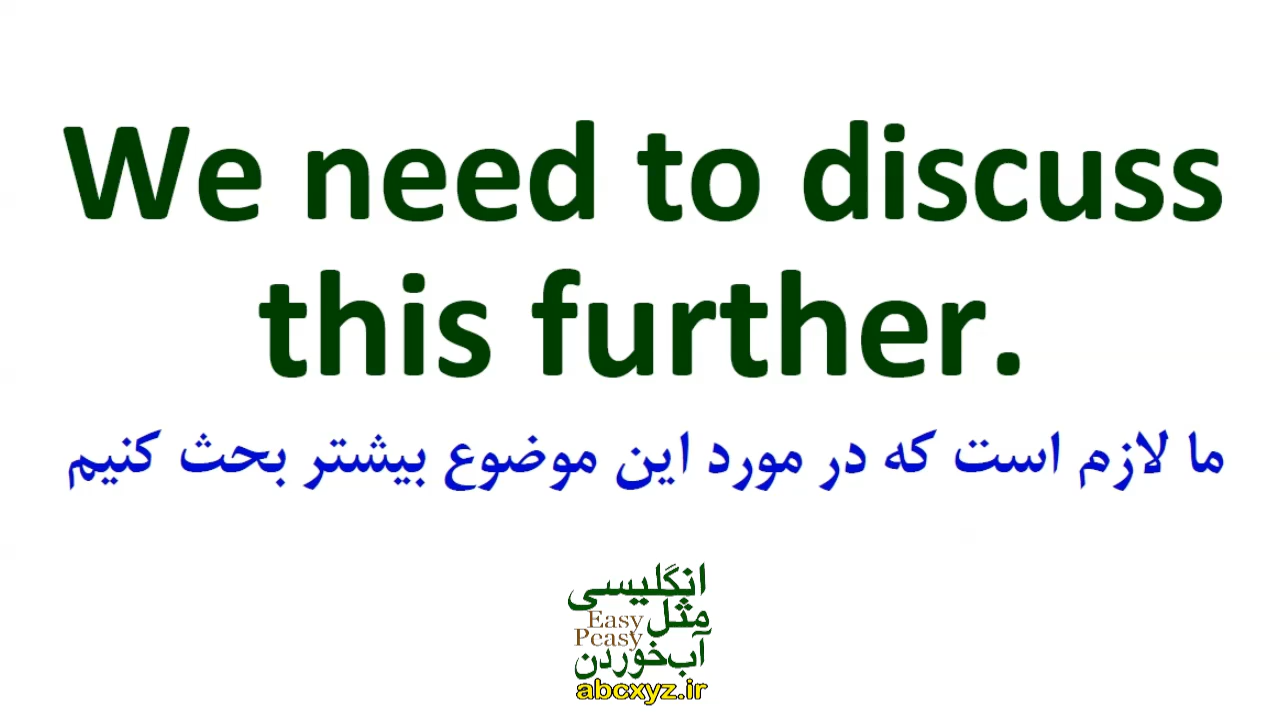 We need to discuss
this further.
ما لازم است که در مورد این موضوع بیشتر بحث کنیم
انگلیسی
مثل
Easy
Peasy
آب‌خوردن
abcxyz.ir